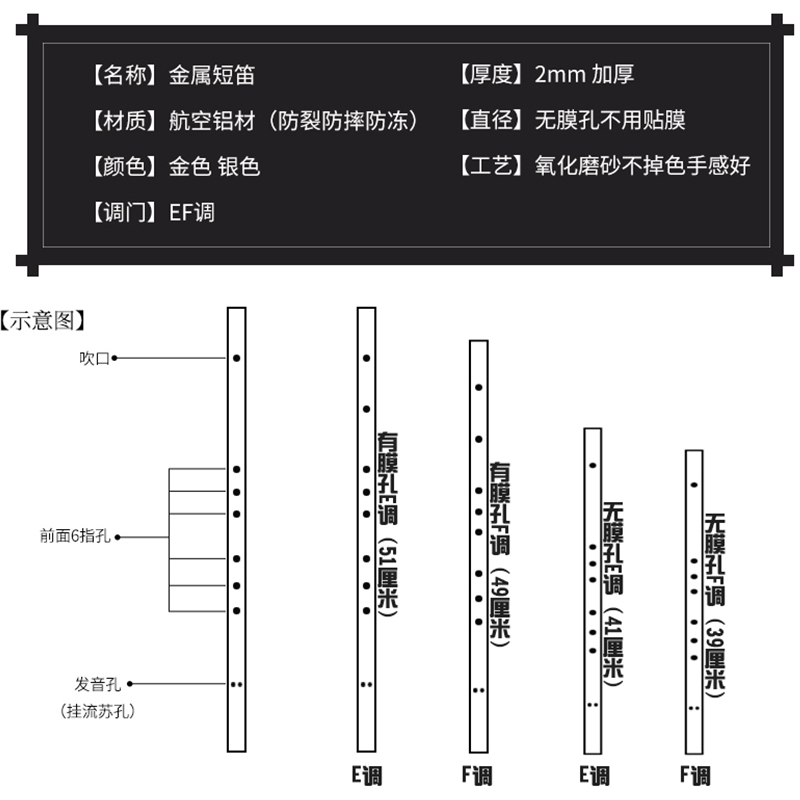 【名称】金属短笛
【厚度】2mm 加厚
【材质】航空铝材（防裂防摔防冻）
【直径】无膜孔不用贴膜
【颜色】金色 银色
【工艺】氧化磨砂不掉色手感好
【调门】EF调
【示意图】
吹口
前面6指孔
发音孔
（挂流苏孔）
有膜孔E调（51厘米）
有膜孔F调（49厘米）
无膜孔E调（41厘米）
无膜孔F调（39厘米）
E调
F调
E调
F调